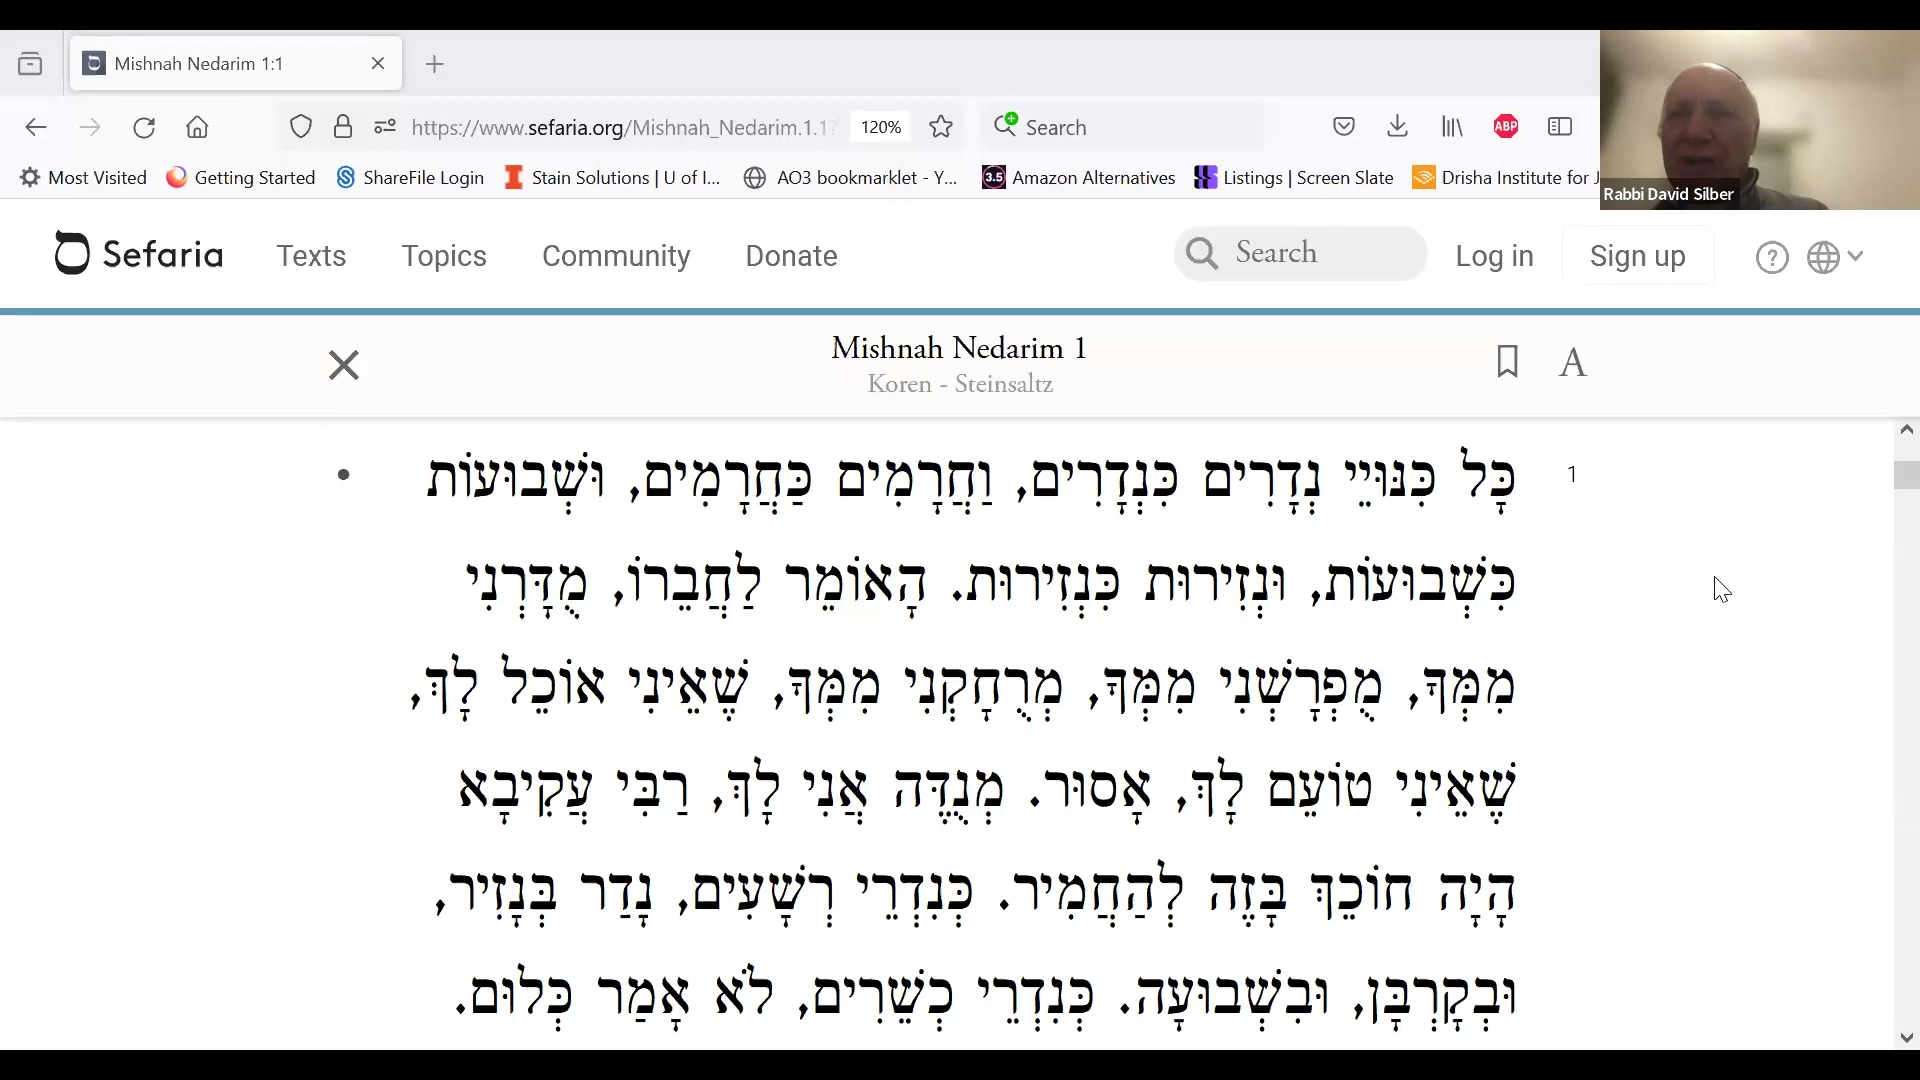 Mishnah Nedarim 1:1
https://www.sefaria.org/Mishnah_Nedarim.1.1?
120%
Search
ABP
Most Visited
Getting Started
ShareFile Login
Stain Solutions | U of I...
AO3 bookmarklet - Y...
3.5 Amazon Alternatives
Listings | Screen Slate
Drisha Institute for J
Rabbi David Silber
Sefaria
Texts
Topics
Community
Donate
Search
Log in
Sign up
Mishnah Nedarim 1
Koren - Steinsaltz
A
1
כׇּל כִּנּוּיֵי נְדָרִים כִּנְדָרִים, וַחֲרָמִים כַּחֲרָמִים, וּשְׁבוּעוֹת
כִּשְׁבוּעוֹת, וּנְזִירוּת כִּנְזִירוּת. הָאוֹמֵר לַחֲבֵרוֹ, מֻדָּרְנִי
מִמְּךָ, מֻפְרָשְׁנִי מִמְּךָ, מְרֻחָקְנִי מִמְּךָ, שֶׁאֵינִי אוֹכֵל לָךְ,
שֶׁאֵינִי טוֹעֵם לָךְ, אָסוּר. מְנֻדֶּה אֲנִי לָךְ, רַבִּי עֲקִיבָא
הָיָה חוֹכֵךְ בָּזֶה לְהַחֲמִיר. כְּנִדְרֵי רְשָׁעִים, נָדַר בְּנָזִיר,
וּבְקָרְבָּן, וּבִשְׁבוּעָה. כְּנִדְרֵי כְשֵׁרִים, לֹא אָמַר כְּלוּם.